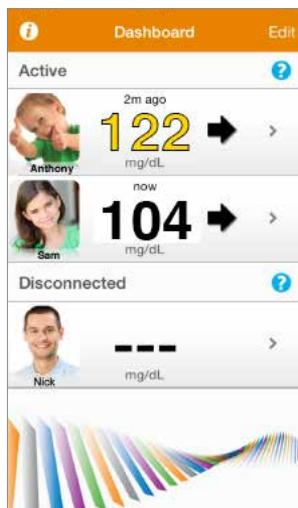 i Dashboard Edit
Active ?
2m ago
122
mg/dL
Anthony
now
104
mg/dL
Sam
Disconnected ?
---
mg/dL
Nick